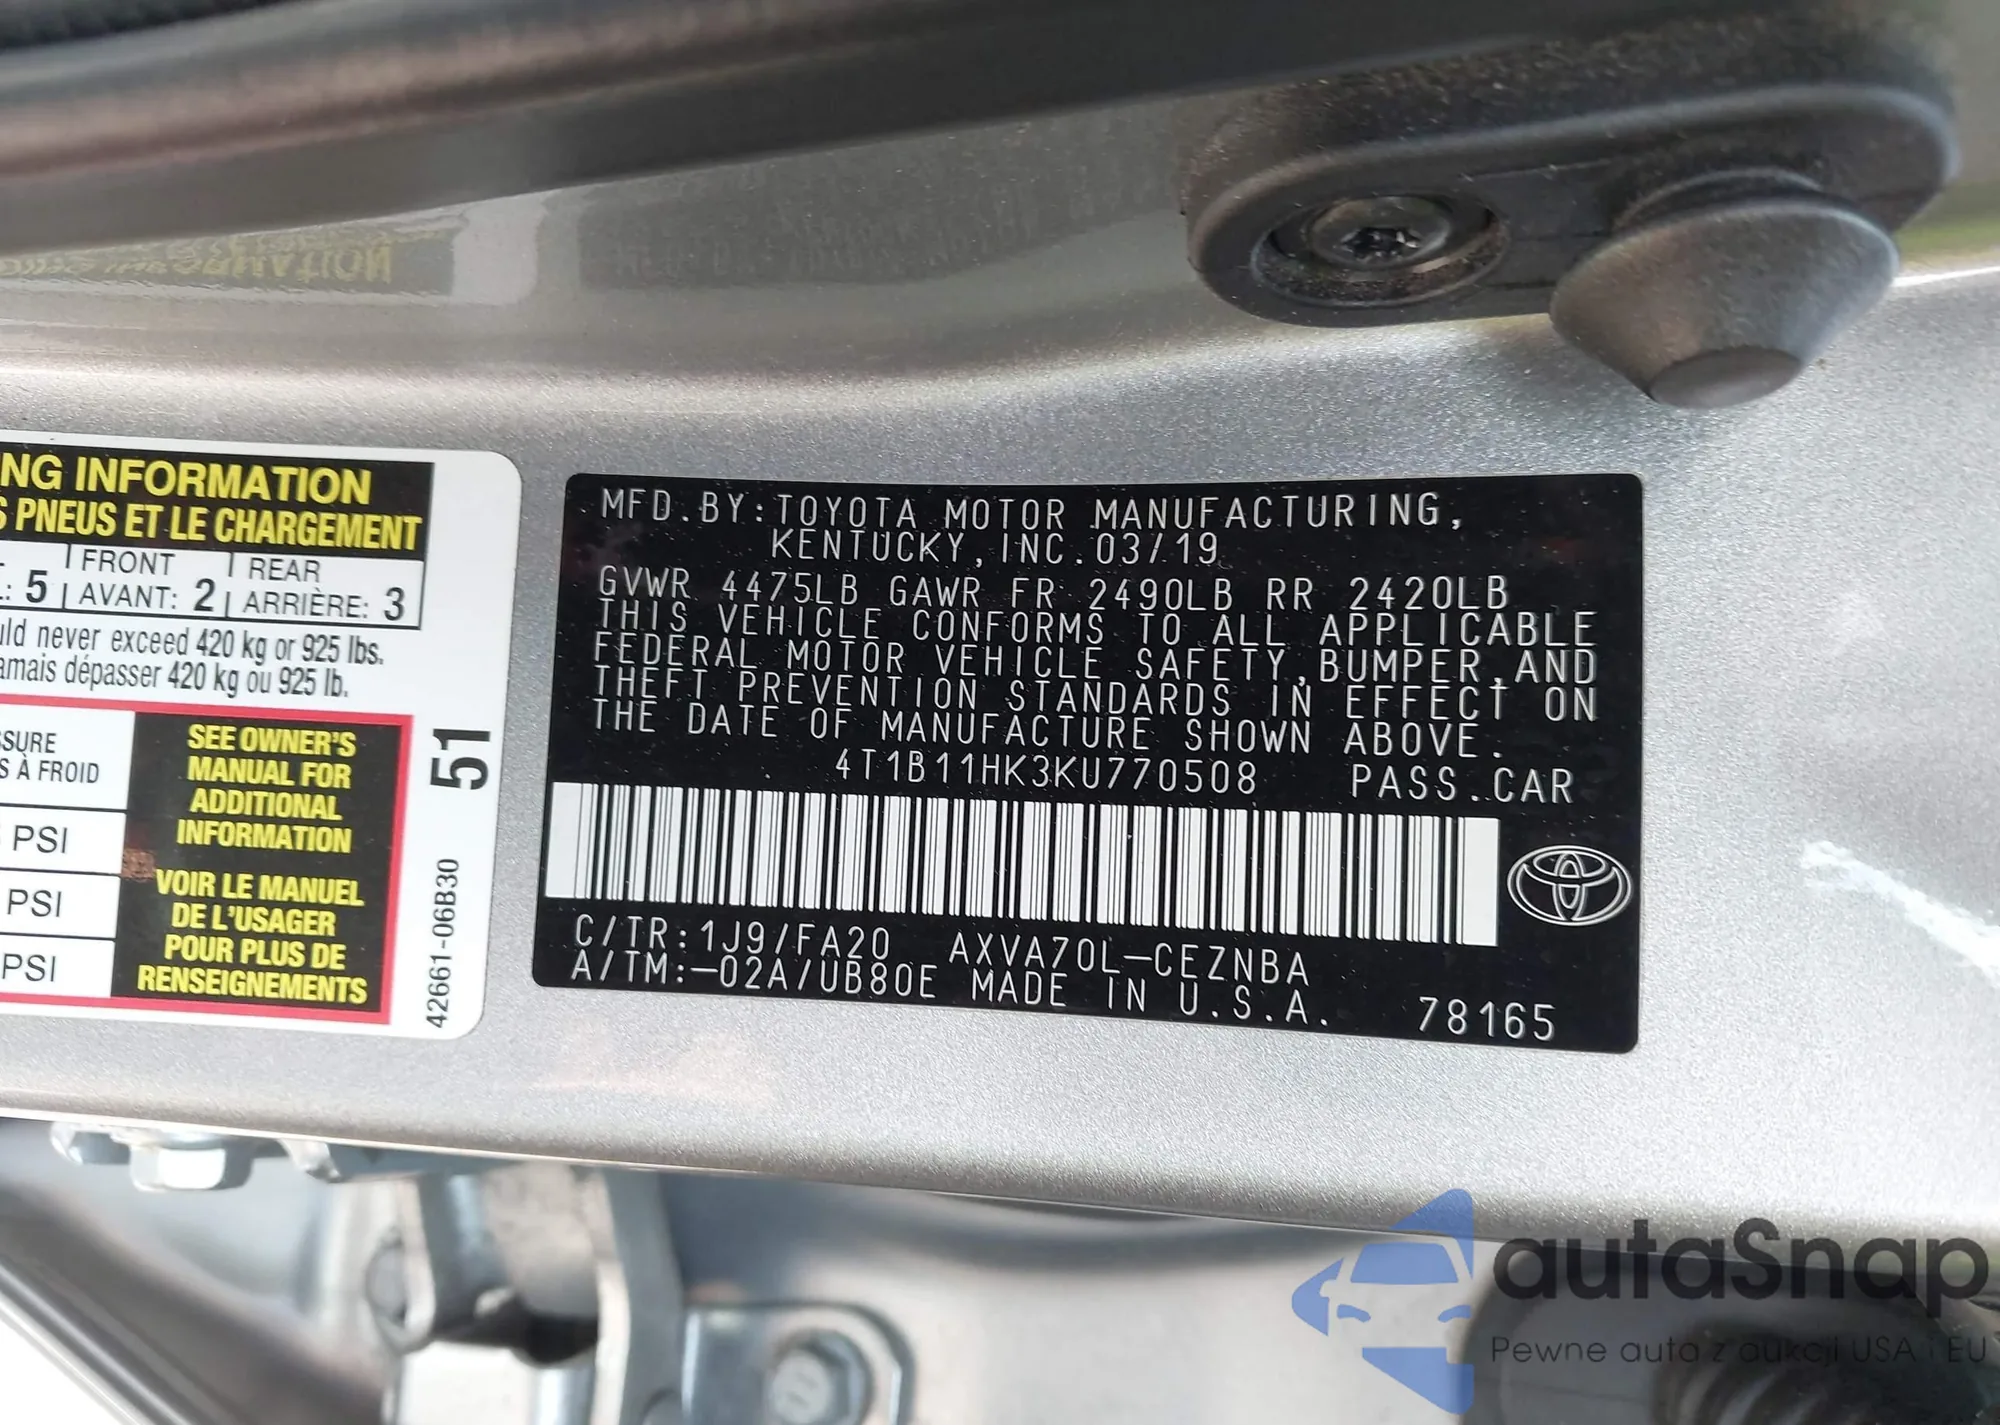 NG INFORMATION
S PNEUS ET LE CHARGEMENT
FRONT REAR
: 5 AVANT: 2 ARRIÈRE: 3
uld never exceed 420 kg or 925 lbs.
amais dépasser 420 kg ou 925 lb.
SSURE
S À FROID
PSI
PSI
PSI
SEE OWNER'S
MANUAL FOR
ADDITIONAL
INFORMATION
VOIR LE MANUEL
DE L'USAGER
POUR PLUS DE
RENSEIGNEMENTS
51
42661-06B30
MFD.BY:TOYOTA MOTOR MANUFACTURING,
KENTUCKY,INC.03/19
GVWR 4475LB GAWR FR 2490LB RR 2420LB
THIS VEHICLE CONFORMS TO ALL APPLICABLE
FEDERAL MOTOR VEHICLE SAFETY,BUMPER,AND
THEFT PREVENTION STANDARDS IN EFFECT ON
THE DATE OF MANUFACTURE SHOWN ABOVE.
4T1B11HK3KU770508 PASS.CAR
C/TR:1J9/FA20 AXVA70L-CEZNBA
A/TM:-02A/UB80E MADE IN U.S.A. 78165
autaSnap
Pewne auta z aukcji USA i EU